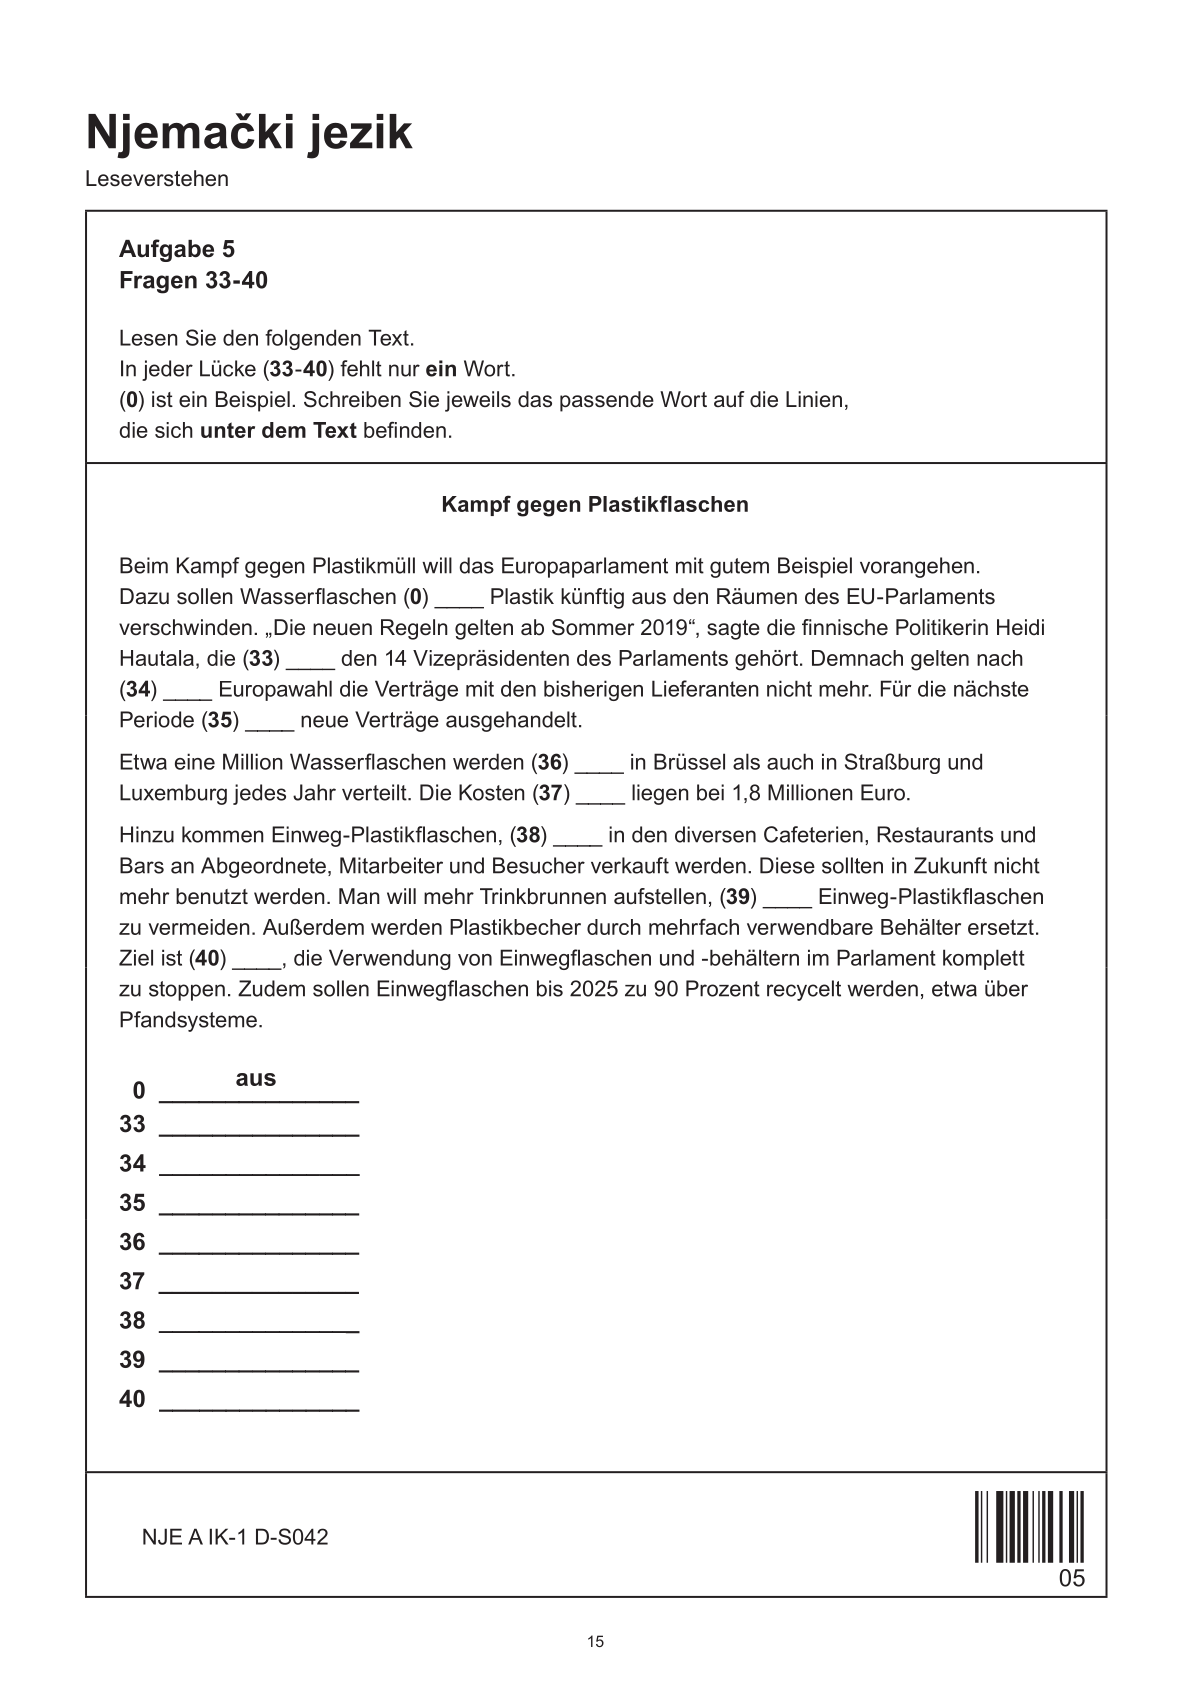 Njemački jezik
Leseverstehen
Aufgabe 5
Fragen 33-40
Lesen Sie den folgenden Text.
In jeder Lücke (33-40) fehlt nur ein Wort.
(0) ist ein Beispiel. Schreiben Sie jeweils das passende Wort auf die Linien,
die sich unter dem Text befinden.
Kampf gegen Plastikflaschen
Beim Kampf gegen Plastikmüll will das Europaparlament mit gutem Beispiel vorangehen.
Dazu sollen Wasserflaschen (0) ____ Plastik künftig aus den Räumen des EU-Parlaments
verschwinden. „Die neuen Regeln gelten ab Sommer 2019“, sagte die finnische Politikerin Heidi
Hautala, die (33) ____ den 14 Vizepräsidenten des Parlaments gehört. Demnach gelten nach
(34) ____ Europawahl die Verträge mit den bisherigen Lieferanten nicht mehr. Für die nächste
Periode (35) ____ neue Verträge ausgehandelt.
Etwa eine Million Wasserflaschen werden (36) ____ in Brüssel als auch in Straßburg und
Luxemburg jedes Jahr verteilt. Die Kosten (37) ____ liegen bei 1,8 Millionen Euro.
Hinzu kommen Einweg-Plastikflaschen, (38) ____ in den diversen Cafeterien, Restaurants und
Bars an Abgeordnete, Mitarbeiter und Besucher verkauft werden. Diese sollten in Zukunft nicht
mehr benutzt werden. Man will mehr Trinkbrunnen aufstellen, (39) ____ Einweg-Plastikflaschen
zu vermeiden. Außerdem werden Plastikbecher durch mehrfach verwendbare Behälter ersetzt.
Ziel ist (40) ____, die Verwendung von Einwegflaschen und -behältern im Parlament komplett
zu stoppen. Zudem sollen Einwegflaschen bis 2025 zu 90 Prozent recycelt werden, etwa über
Pfandsysteme.
0 aus
33 _______________
34 _______________
35 _______________
36 _______________
37 _______________
38 _______________
39 _______________
40 _______________
NJE A IK-1 D-S042
05
15